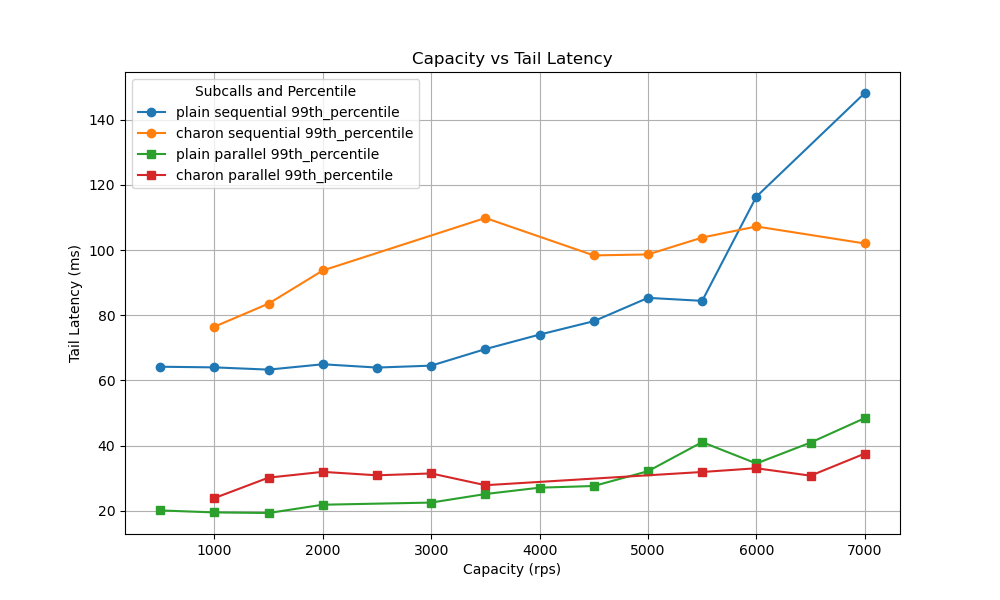 Capacity vs Tail Latency
Subcalls and Percentile
plain sequential 99th_percentile
charon sequential 99th_percentile
plain parallel 99th_percentile
charon parallel 99th_percentile
Tail Latency (ms)
140
120
100
80
60
40
20
1000 2000 3000 4000 5000 6000 7000
Capacity (rps)